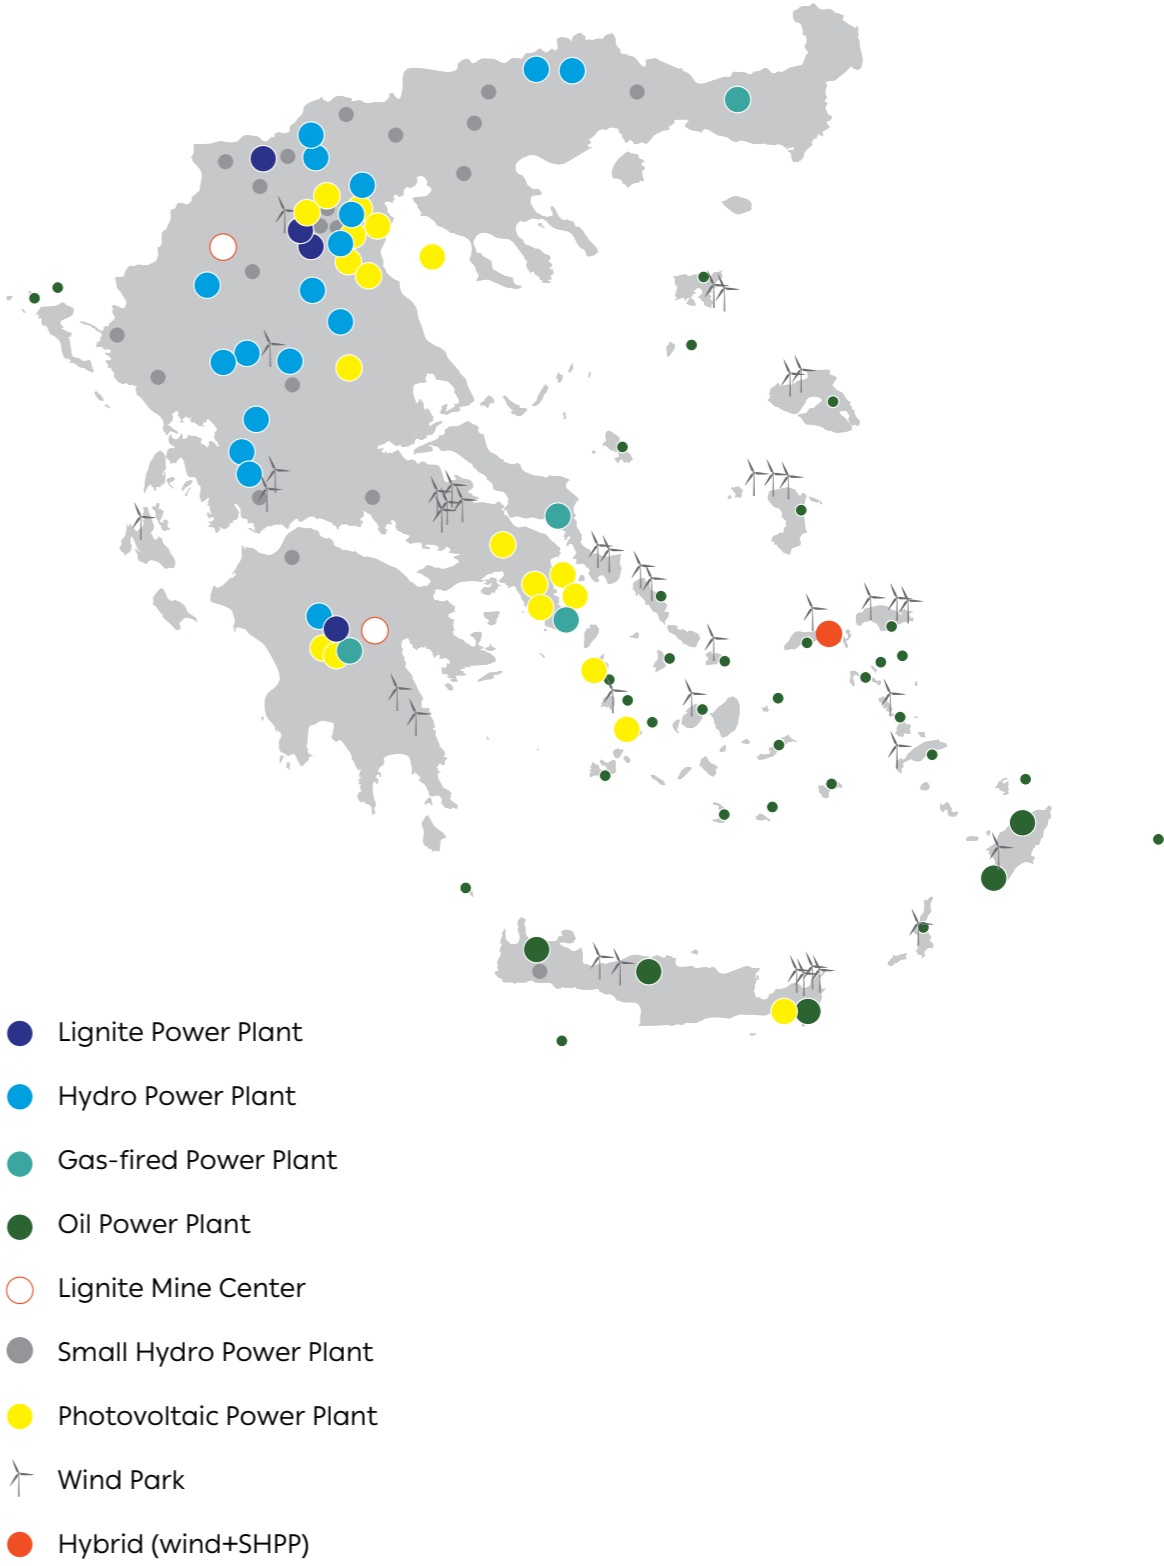 Lignite Power Plant
Hydro Power Plant
Gas-fired Power Plant
Oil Power Plant
Lignite Mine Center
Small Hydro Power Plant
Photovoltaic Power Plant
Wind Park
Hybrid (wind+SHPP)